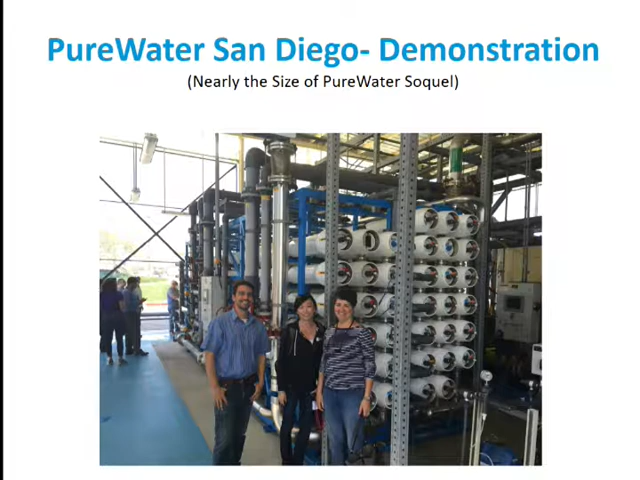 PureWater San Diego- Demonstration
(Nearly the Size of PureWater Soquel)